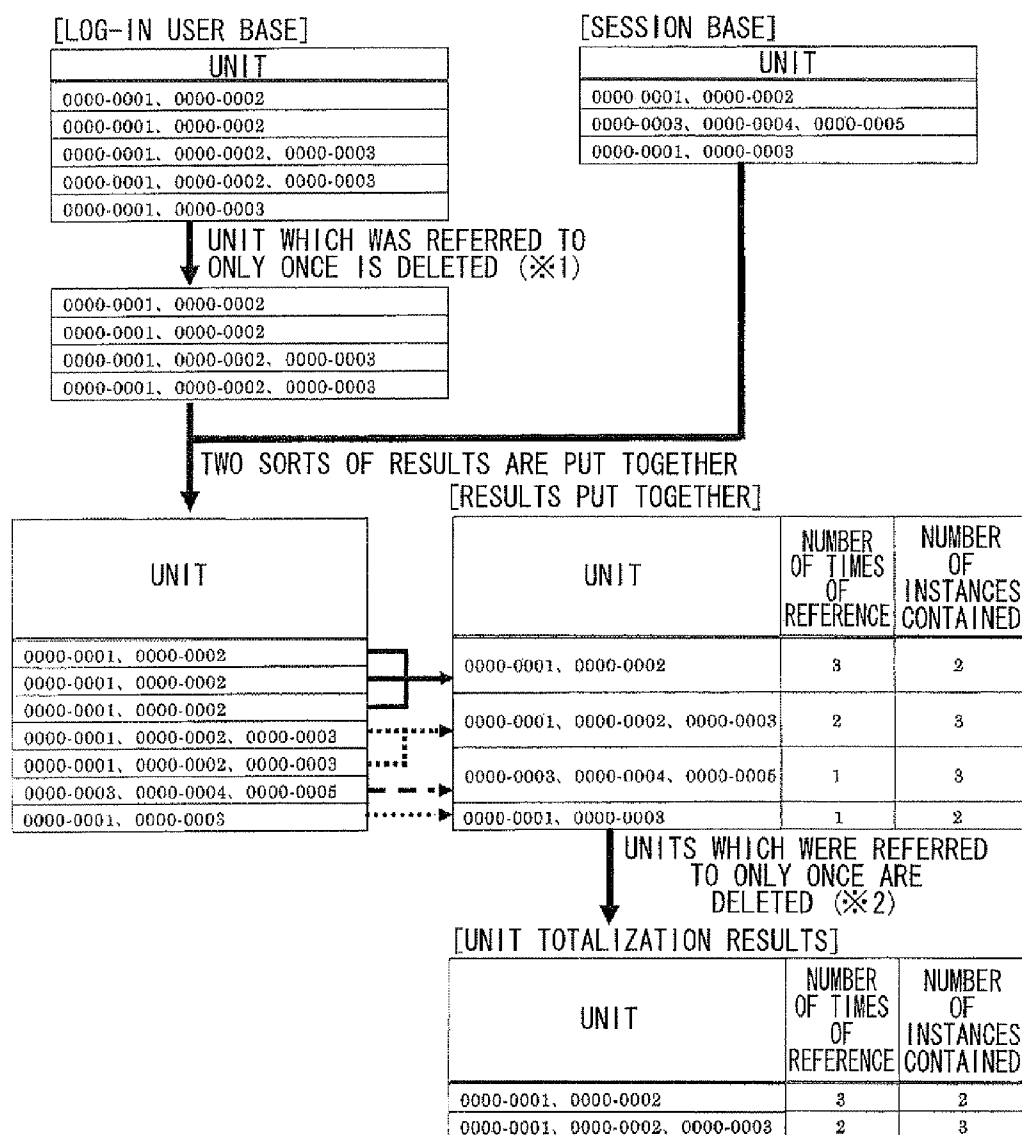 [LOG-IN USER BASE]
UNIT
0000-0001、0000-0002
0000-0001、0000-0002
0000-0001、0000-0002、0000-0003
0000-0001、0000-0002、0000-0003
0000-0001、0000-0003
[SESSION BASE]
UNIT
0000-0001、0000-0002
0000-0003、0000-0004、0000-0005
0000-0001、0000-0003
UNIT WHICH WAS REFERRED TO
ONLY ONCE IS DELETED (※1)
0000-0001、0000-0002
0000-0001、0000-0002
0000-0001、0000-0002、0000-0003
0000-0001、0000-0002、0000-0003
TWO SORTS OF RESULTS ARE PUT TOGETHER
UNIT
0000-0001、0000-0002
0000-0001、0000-0002
0000-0001、0000-0002
0000-0001、0000-0002、0000-0003
0000-0001、0000-0002、0000-0003
0000-0003、0000-0004、0000-0005
0000-0001、0000-0003
[RESULTS PUT TOGETHER]
UNIT
NUMBER
OF TIMES
OF
REFERENCE
NUMBER
OF
INSTANCES
CONTAINED
0000-0001、0000-0002 3 2
0000-0001、0000-0002、0000-0003 2 3
0000-0003、0000-0004、0000-0005 1 3
0000-0001、0000-0003 1 2
UNITS WHICH WERE REFERRED
TO ONLY ONCE ARE
DELETED (※2)
[UNIT TOTALIZATION RESULTS]
UNIT
NUMBER
OF TIMES
OF
REFERENCE
NUMBER
OF
INSTANCES
CONTAINED
0000-0001、0000-0002 3 2
0000-0001、0000-0002、0000-0003 2 3